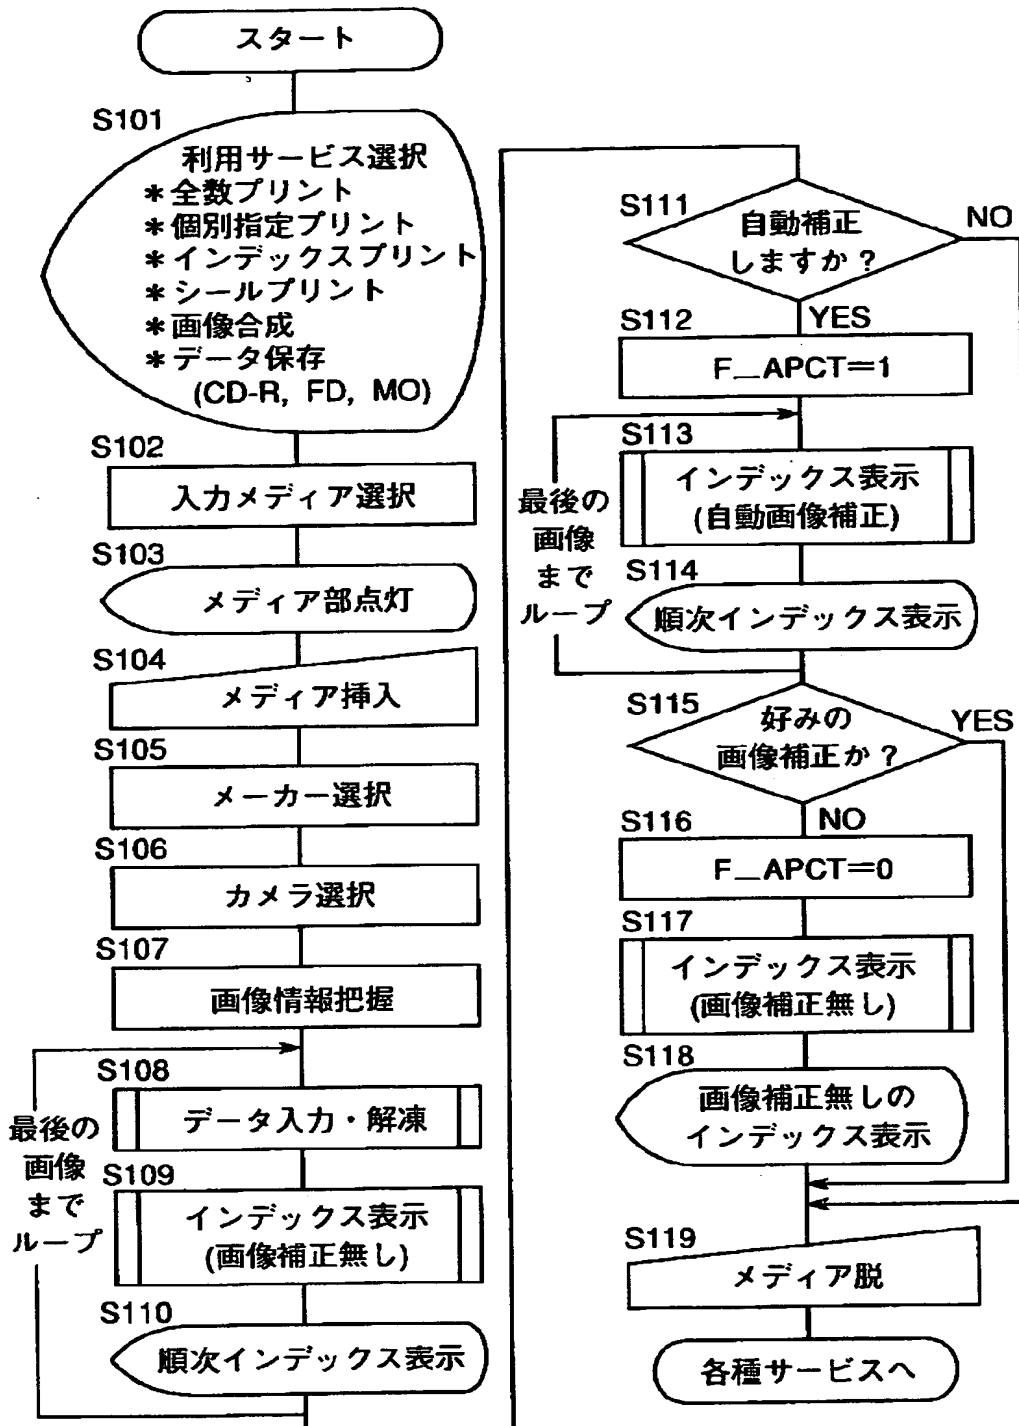 スタート
S101
利用サービス選択
＊全数プリント
＊個別指定プリント
＊インデックスプリント
＊シールプリント
＊画像合成
＊データ保存
(CD-R, FD, MO)
S102
入力メディア選択
S103
メディア部点灯
S104
メディア挿入
S105
メーカー選択
S106
カメラ選択
S107
画像情報把握
S108
データ入力・解凍
最後の
画像
まで
ループ
S109
インデックス表示
(画像補正無し)
S110
順次インデックス表示
S111
自動補正
しますか？
NO
YES
S112
F_APCT=1
S113
インデックス表示
(自動画像補正)
最後の
画像
まで
ループ
S114
順次インデックス表示
S115
好みの
画像補正か？
YES
NO
S116
F_APCT=0
S117
インデックス表示
(画像補正無し)
S118
画像補正無しの
インデックス表示
S119
メディア脱
各種サービスへ